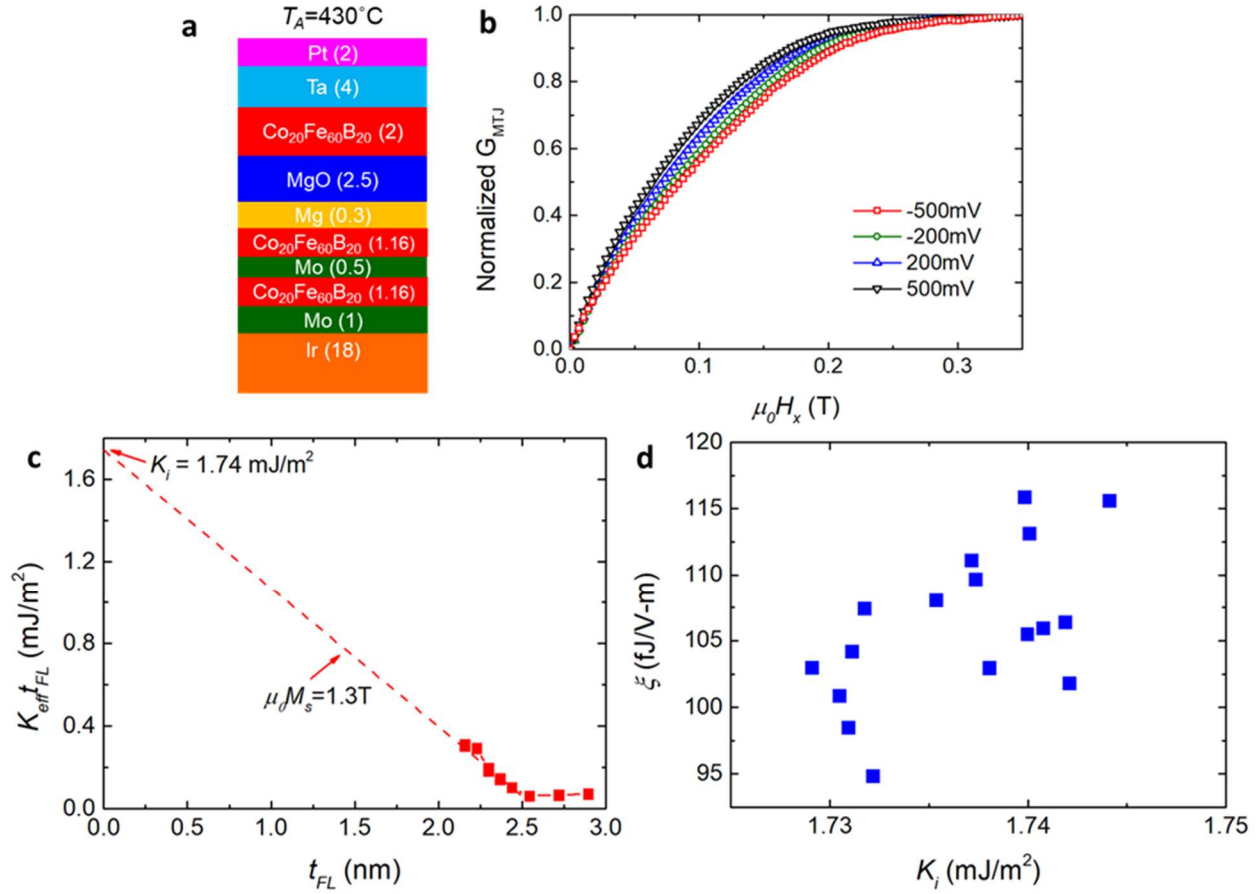 a
T_A=430°C
Pt (2)
Ta (4)
Co₂₀Fe₆₀B₂₀ (2)
MgO (2.5)
Mg (0.3)
Co₂₀Fe₆₀B₂₀ (1.16)
Mo (0.5)
Co₂₀Fe₆₀B₂₀ (1.16)
Mo (1)
Ir (18)
b
Normalized G_MTJ
1.0
0.8
0.6
0.4
0.2
0.0
-500mV
-200mV
200mV
500mV
0.0 0.1 0.2 0.3
μ₀Hₓ (T)
c
K_eff t_FL (mJ/m²)
1.6
1.2
0.8
0.4
0.0
K_i = 1.74 mJ/m²
μ₀M_s=1.3T
0.0 0.5 1.0 1.5 2.0 2.5 3.0
t_FL (nm)
d
ξ (fJ/V-m)
120
115
110
105
100
95
1.73 1.74 1.75
K_i (mJ/m²)